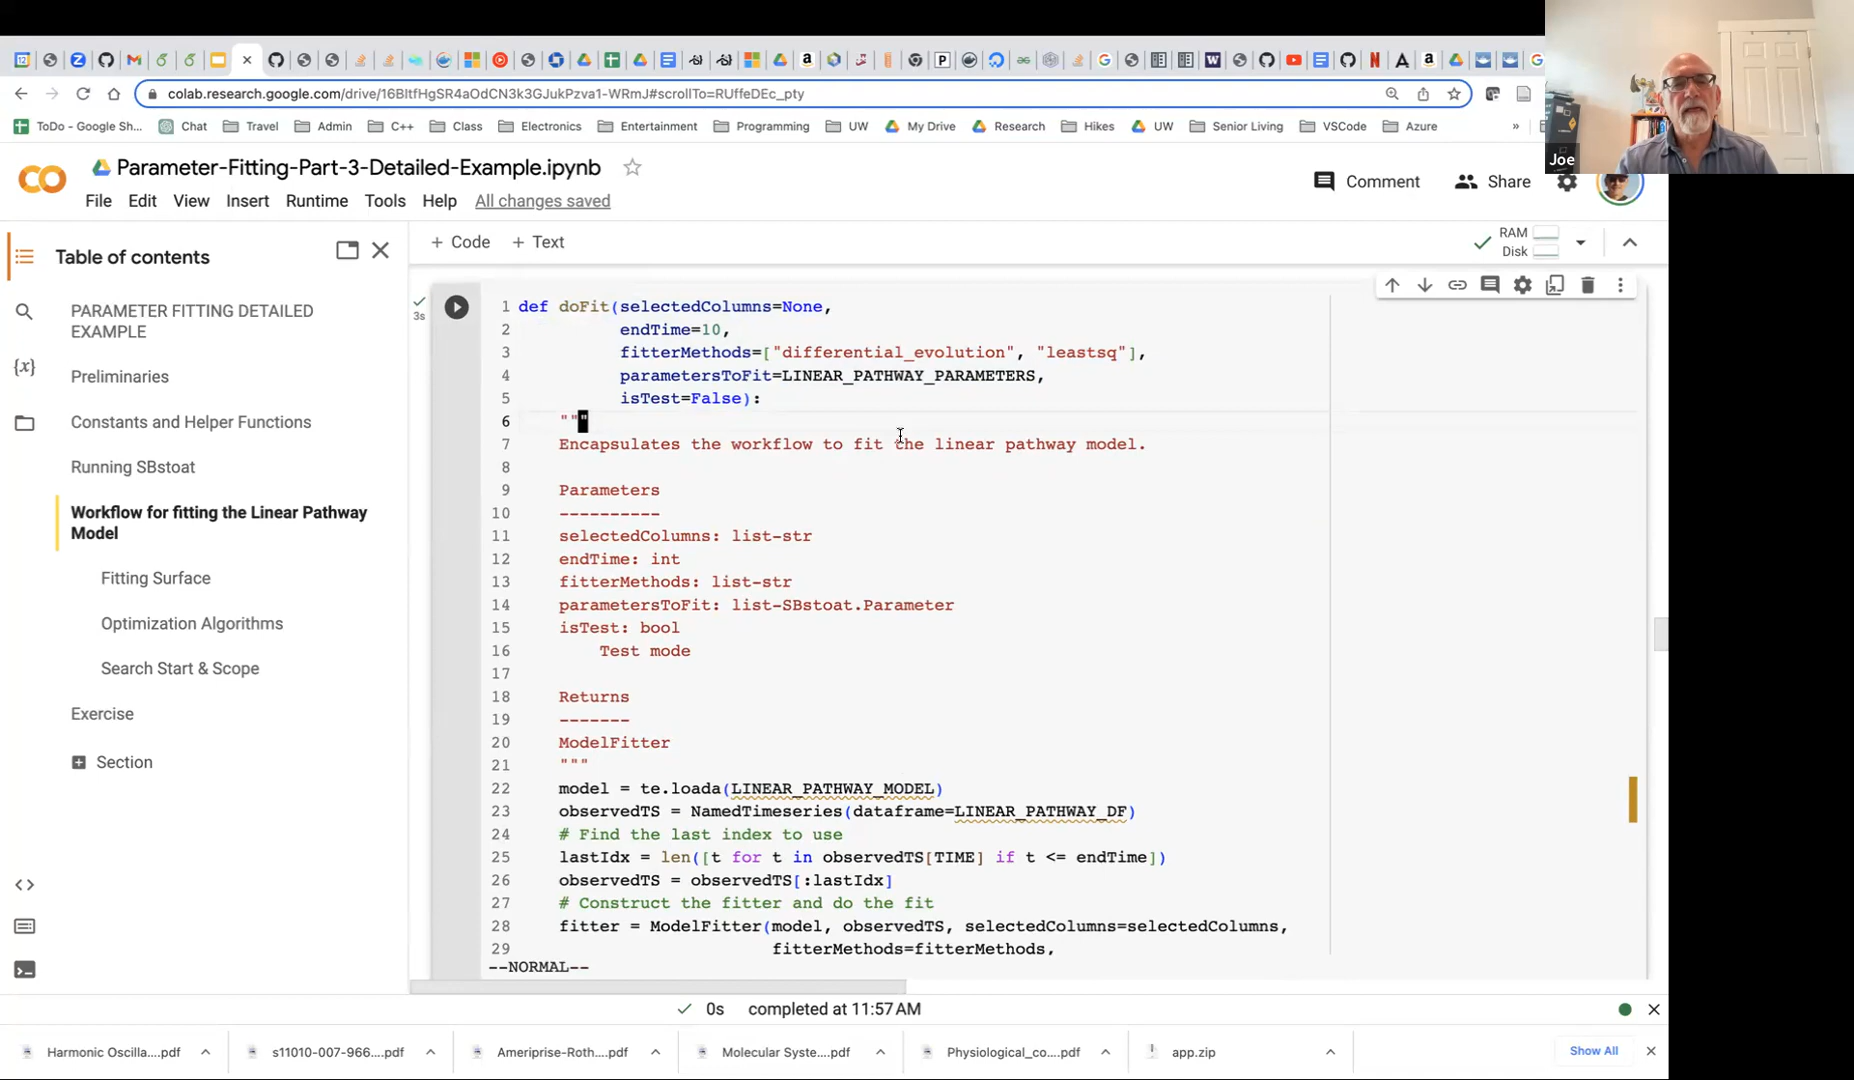 colab.research.google.com/drive/16BltfHgSR4aOdCN3k3GJukPzva1-WRmJ#scrollTo=RUffeDEc_pty
ToDo - Google Sh... Chat Travel Admin C++ Class Electronics Entertainment Programming UW My Drive Research Hikes UW Senior Living VSCode Azure »
Joe
Parameter-Fitting-Part-3-Detailed-Example.ipynb
Comment Share
File Edit View Insert Runtime Tools Help All changes saved
+ Code + Text
RAM
Disk
Table of contents
PARAMETER FITTING DETAILED
EXAMPLE
Preliminaries
Constants and Helper Functions
Running SBstoat
Workflow for fitting the Linear Pathway
Model
Fitting Surface
Optimization Algorithms
Search Start & Scope
Exercise
Section
3s
1 def doFit(selectedColumns=None,
2 endTime=10,
3 fitterMethods=["differential_evolution", "leastsq"],
4 parametersToFit=LINEAR_PATHWAY_PARAMETERS,
5 isTest=False):
6 """
7 Encapsulates the workflow to fit the linear pathway model.
8
9 Parameters
10 ----------
11 selectedColumns: list-str
12 endTime: int
13 fitterMethods: list-str
14 parametersToFit: list-SBstoat.Parameter
15 isTest: bool
16 Test mode
17
18 Returns
19 -------
20 ModelFitter
21 """
22 model = te.loada(LINEAR_PATHWAY_MODEL)
23 observedTS = NamedTimeseries(dataframe=LINEAR_PATHWAY_DF)
24 # Find the last index to use
25 lastIdx = len([t for t in observedTS[TIME] if t <= endTime])
26 observedTS = observedTS[:lastIdx]
27 # Construct the fitter and do the fit
28 fitter = ModelFitter(model, observedTS, selectedColumns=selectedColumns,
29 fitterMethods=fitterMethods,
--NORMAL--
0s completed at 11:57 AM
Harmonic Oscilla....pdf s11010-007-966....pdf Ameriprise-Roth....pdf Molecular Syste....pdf Physiological_co....pdf app.zip Show All